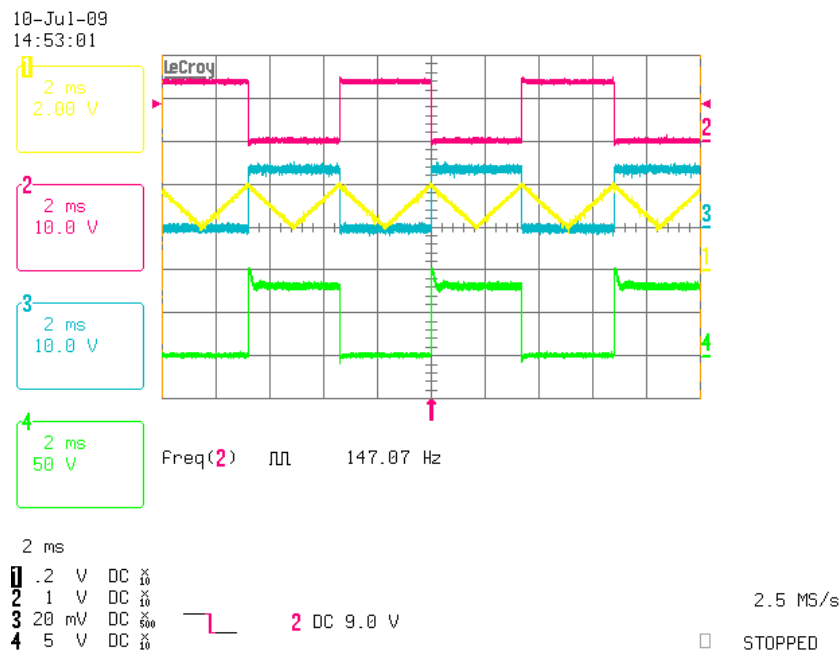 10-Jul-09
14:53:01
LeCroy
1
2 ms
2.00 V
2
2 ms
10.0 V
3
2 ms
10.0 V
4
2 ms
50 V
2
3
1
4
Freq(2) 147.07 Hz
2 ms
1 .2 V DC X10
2 1 V DC X10
3 20 mV DC X500
4 5 V DC X10
2 DC 9.0 V
2.5 MS/s
STOPPED